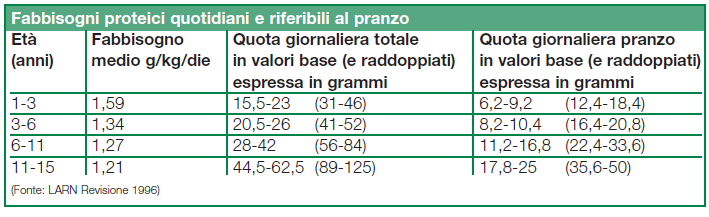 Fabbisogni proteici quotidiani e riferibili al pranzo
Età Fabbisogno Quota giornaliera totale Quota giornaliera pranzo
(anni) medio g/kg/die in valori base (e raddoppiati) in valori base (e raddoppiati)
espressa in grammi espressa in grammi
1-3 1,59 15,5-23 (31-46) 6,2-9,2 (12,4-18,4)
3-6 1,34 20,5-26 (41-52) 8,2-10,4 (16,4-20,8)
6-11 1,27 28-42 (56-84) 11,2-16,8 (22,4-33,6)
11-15 1,21 44,5-62,5 (89-125) 17,8-25 (35,6-50)
(Fonte: LARN Revisione 1996)